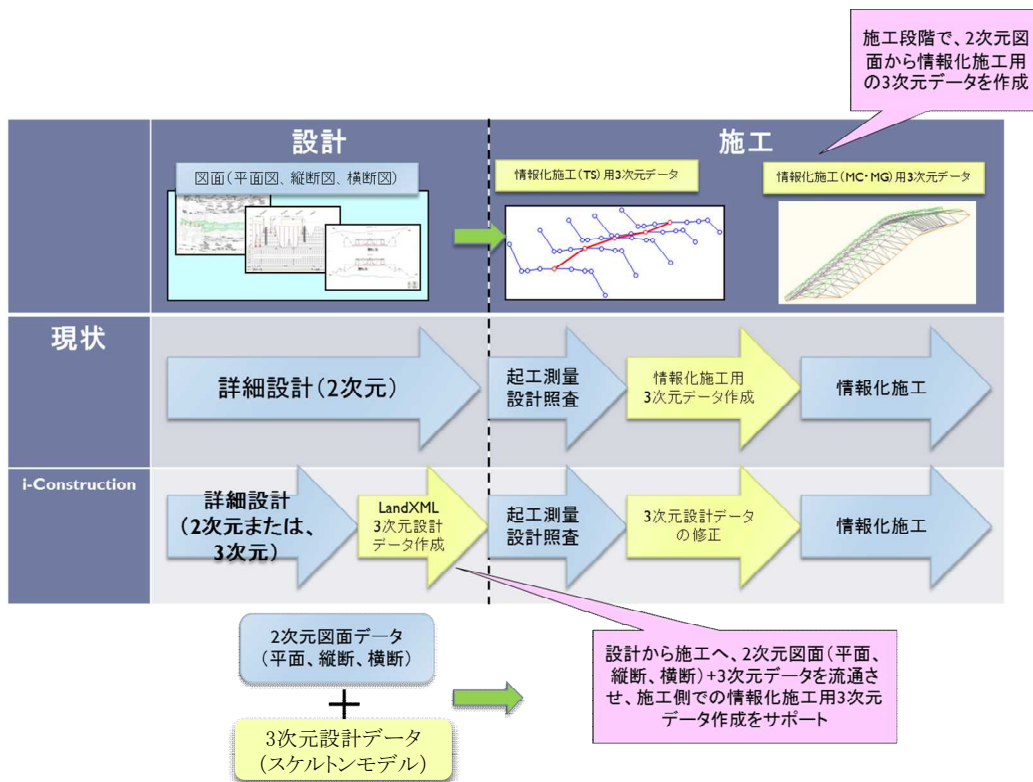 施工段階で、2次元図
面から情報化施工用
の3次元データを作成
設計
施工
図面(平面図、縦断図、横断図)
情報化施工(TS)用3次元データ
情報化施工(MC・MG)用3次元データ
現状
詳細設計(2次元)
起工測量
設計照査
情報化施工用
3次元データ作成
情報化施工
i-Construction
詳細設計
(2次元または、
3次元)
LandXML
3次元設計
データ作成
起工測量
設計照査
3次元設計データ
の修正
情報化施工
2次元図面データ
(平面、縦断、横断)
+
3次元設計データ
(スケルトンモデル)
設計から施工へ、2次元図面(平面、
縦断、横断)+3次元データを流通さ
せ、施工側での情報化施工用3次元
データ作成をサポート